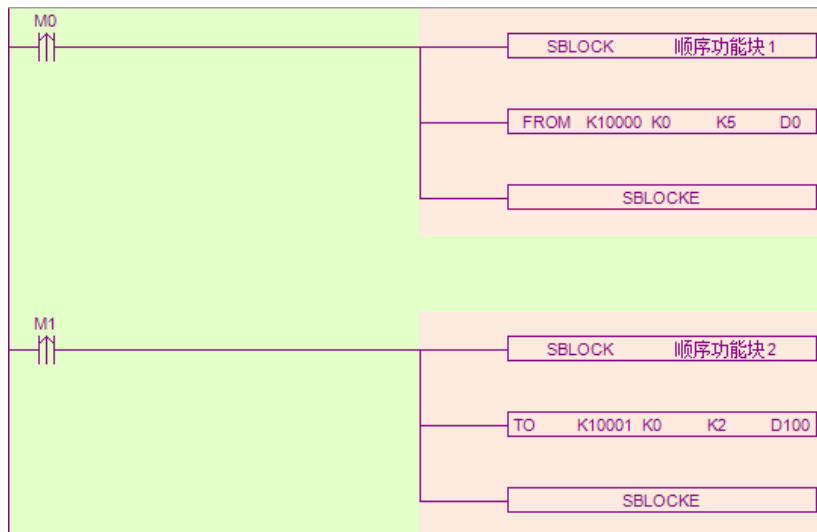 M0
SBLOCK 顺序功能块1
FROM K10000 K0 K5 D0
SBLOCKE
M1
SBLOCK 顺序功能块2
TO K10001 K0 K2 D100
SBLOCKE